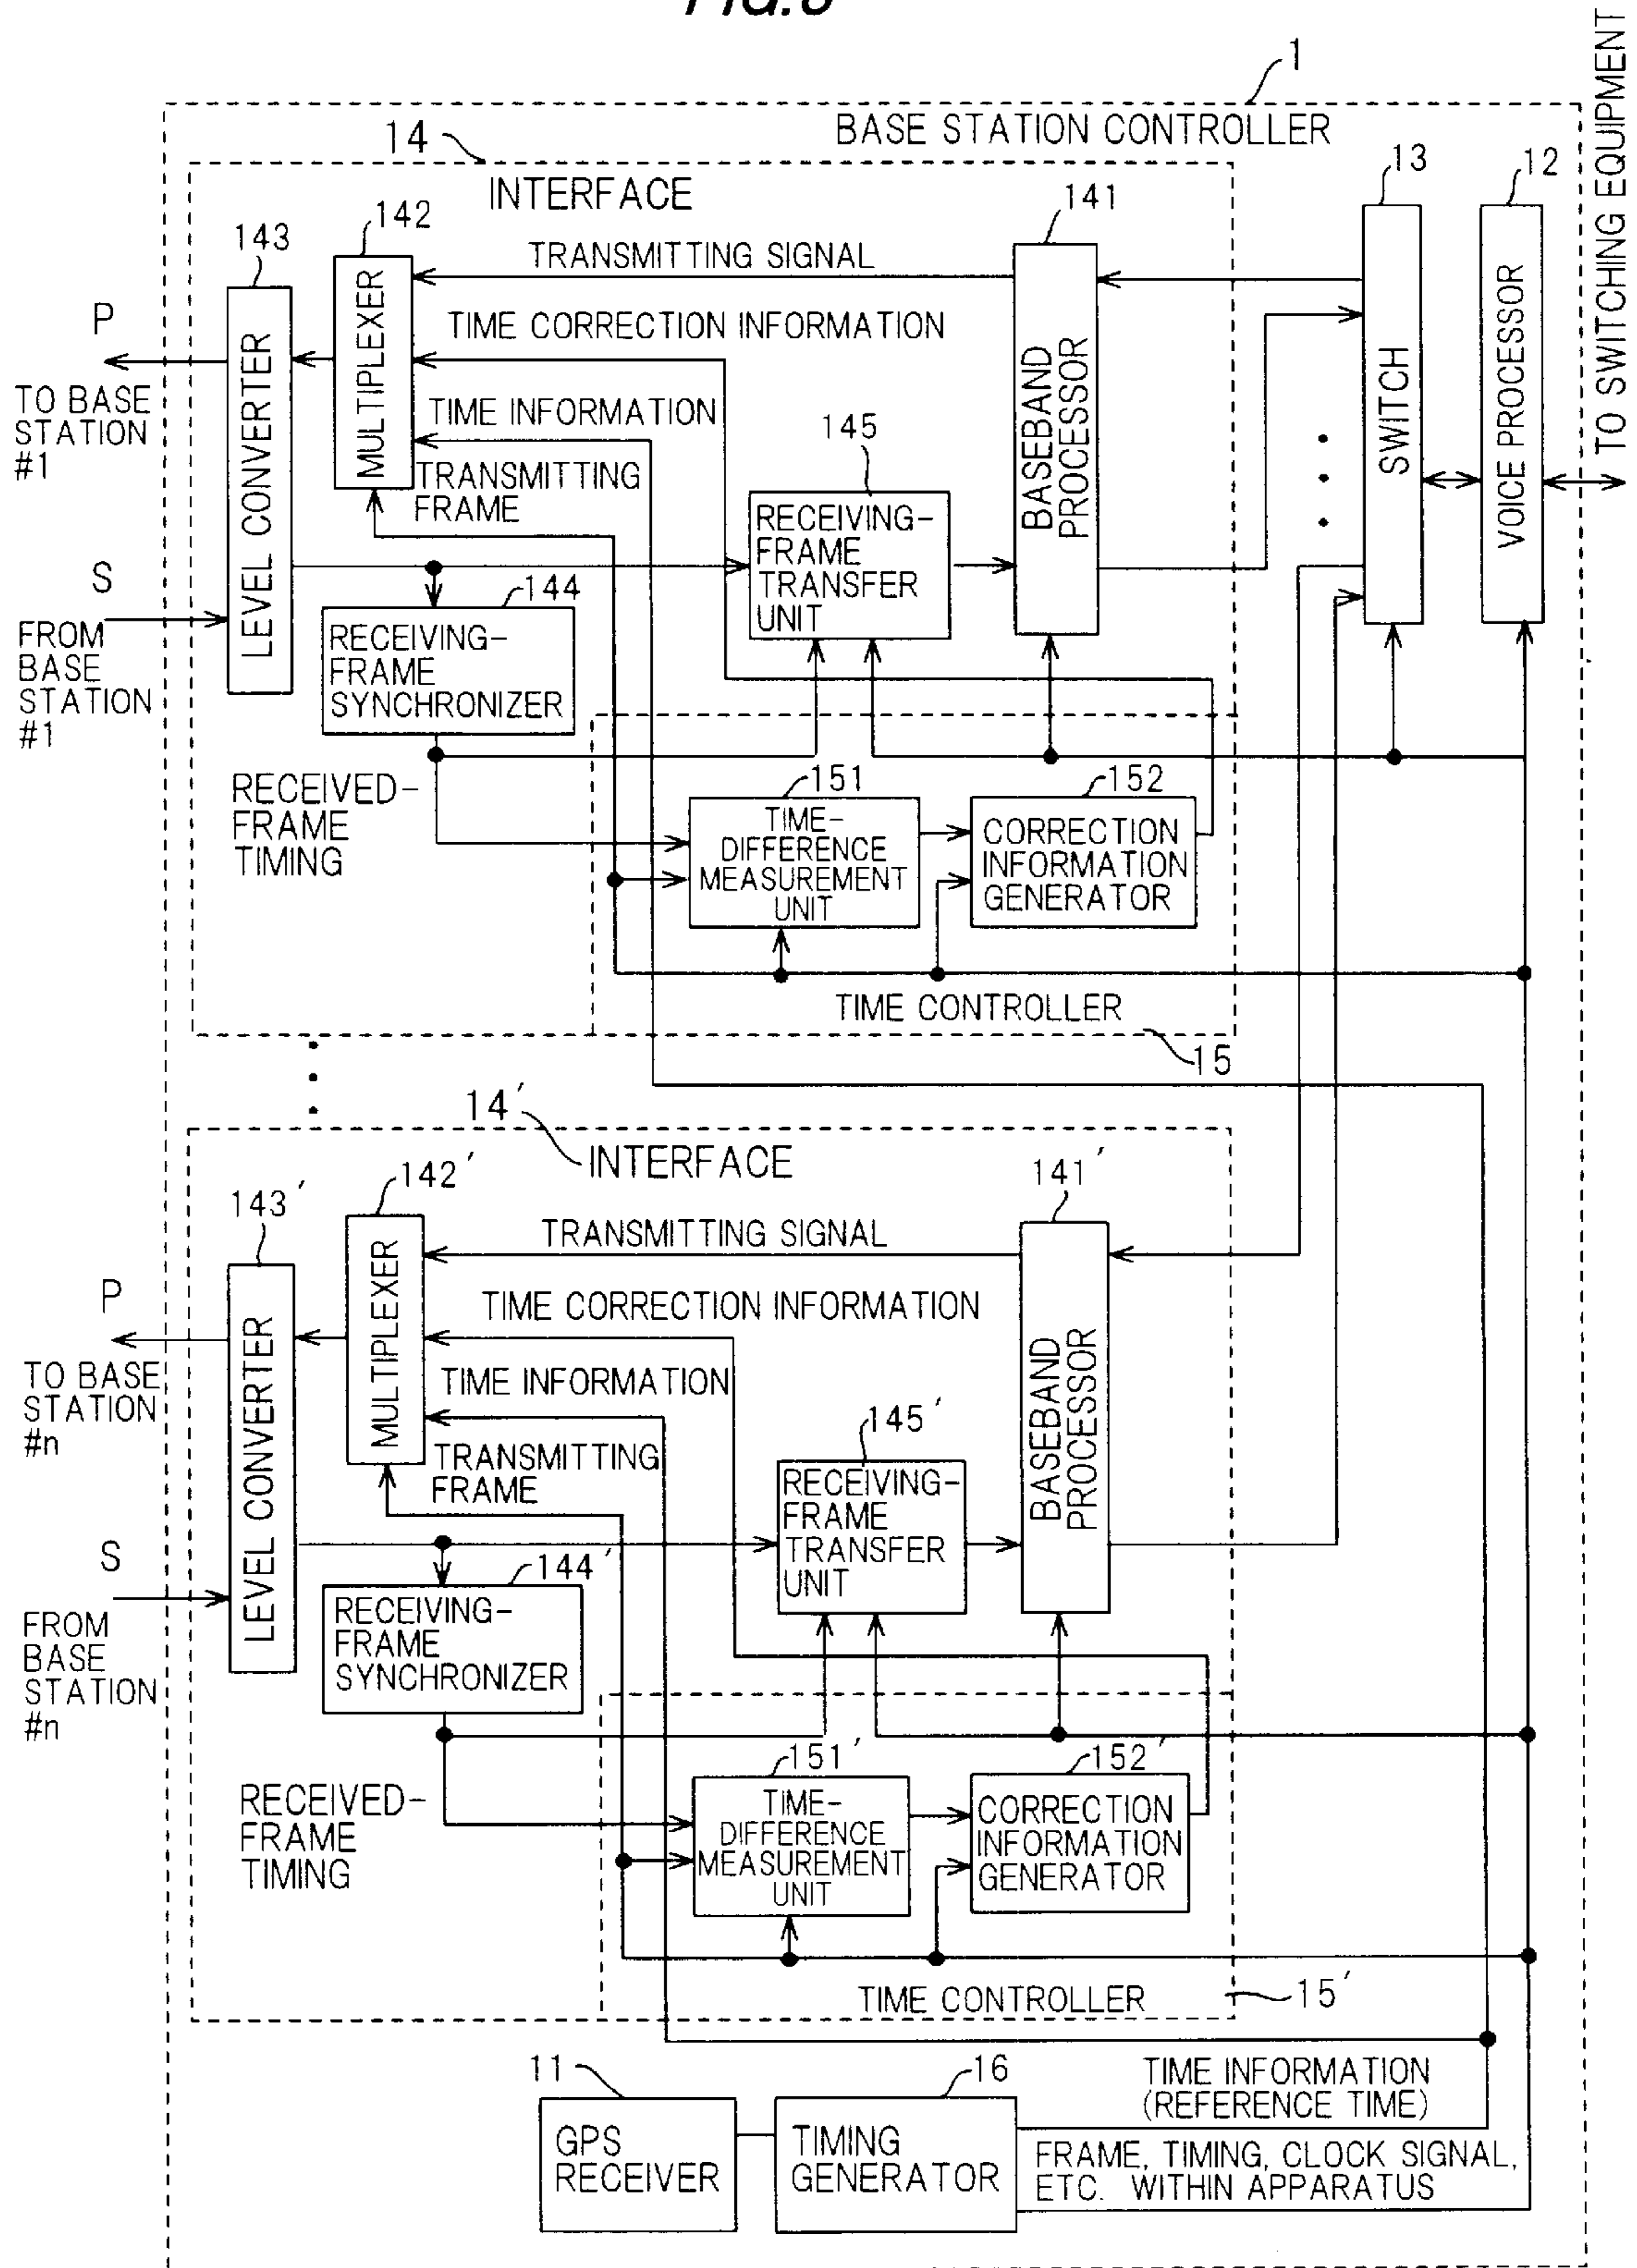 1
BASE STATION CONTROLLER
TO SWITCHING EQUIPMENT
14
INTERFACE
13
12
143
142
141
TRANSMITTING SIGNAL
P
TIME CORRECTION INFORMATION
TO BASE
STATION
#1
TIME INFORMATION
TRANSMITTING
FRAME
LEVEL CONVERTER
MULTIPLEXER
BASEBAND
PROCESSOR
SWITCH
VOICE PROCESSOR
145
RECEIVING-
FRAME
TRANSFER
UNIT
S
FROM
BASE
STATION
#1
144
RECEIVING-
FRAME
SYNCHRONIZER
RECEIVED-
FRAME
TIMING
151
TIME-
DIFFERENCE
MEASUREMENT
UNIT
152
CORRECTION
INFORMATION
GENERATOR
TIME CONTROLLER
15
14'
INTERFACE
143'
142'
141'
TRANSMITTING SIGNAL
P
TIME CORRECTION INFORMATION
TO BASE
STATION
#n
TIME INFORMATION
TRANSMITTING
FRAME
LEVEL CONVERTER
MULTIPLEXER
BASEBAND
PROCESSOR
145'
RECEIVING-
FRAME
TRANSFER
UNIT
S
FROM
BASE
STATION
#n
144'
RECEIVING-
FRAME
SYNCHRONIZER
RECEIVED-
FRAME
TIMING
151'
TIME-
DIFFERENCE
MEASUREMENT
UNIT
152'
CORRECTION
INFORMATION
GENERATOR
TIME CONTROLLER
15'
11
GPS
RECEIVER
16
TIMING
GENERATOR
TIME INFORMATION
(REFERENCE TIME)
FRAME, TIMING, CLOCK SIGNAL,
ETC. WITHIN APPARATUS